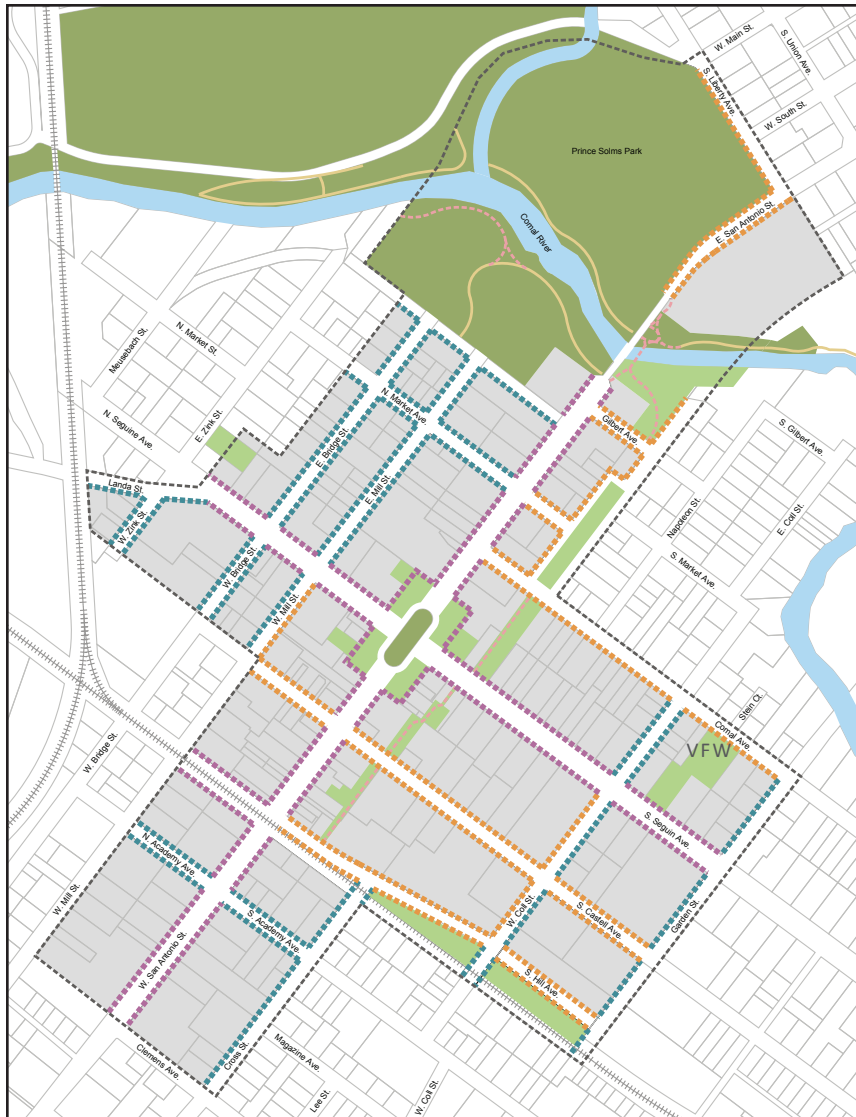 W. Main St.
S. Union Ave.
S. Liberty Ave.
W. South St.
Prince Solms Park
E. San Antonio St.
Comal River
N. Market St.
Meusebach St.
N. Seguine Ave.
E. Zink St.
N. Market Ave.
E. Bridge St.
E. Mill St.
Gilbert Ave.
S. Gilbert Ave.
Landa St.
W. Zink St.
Napoleon St.
E. Coll St.
S. Market Ave.
W. Bridge St.
W. Mill St.
Stein Ct.
Comal Ave.
VFW
W. Bridge St.
S. Seguin Ave.
N. Academy Ave.
W. Mill St.
S. Academy Ave.
W. Coll St.
S. Castell Ave.
Garden St.
W. San Antonio St.
S. Hill Ave.
Clemens Ave.
Cross St.
Magazine Ave.
Lee St.
W. Coll St.